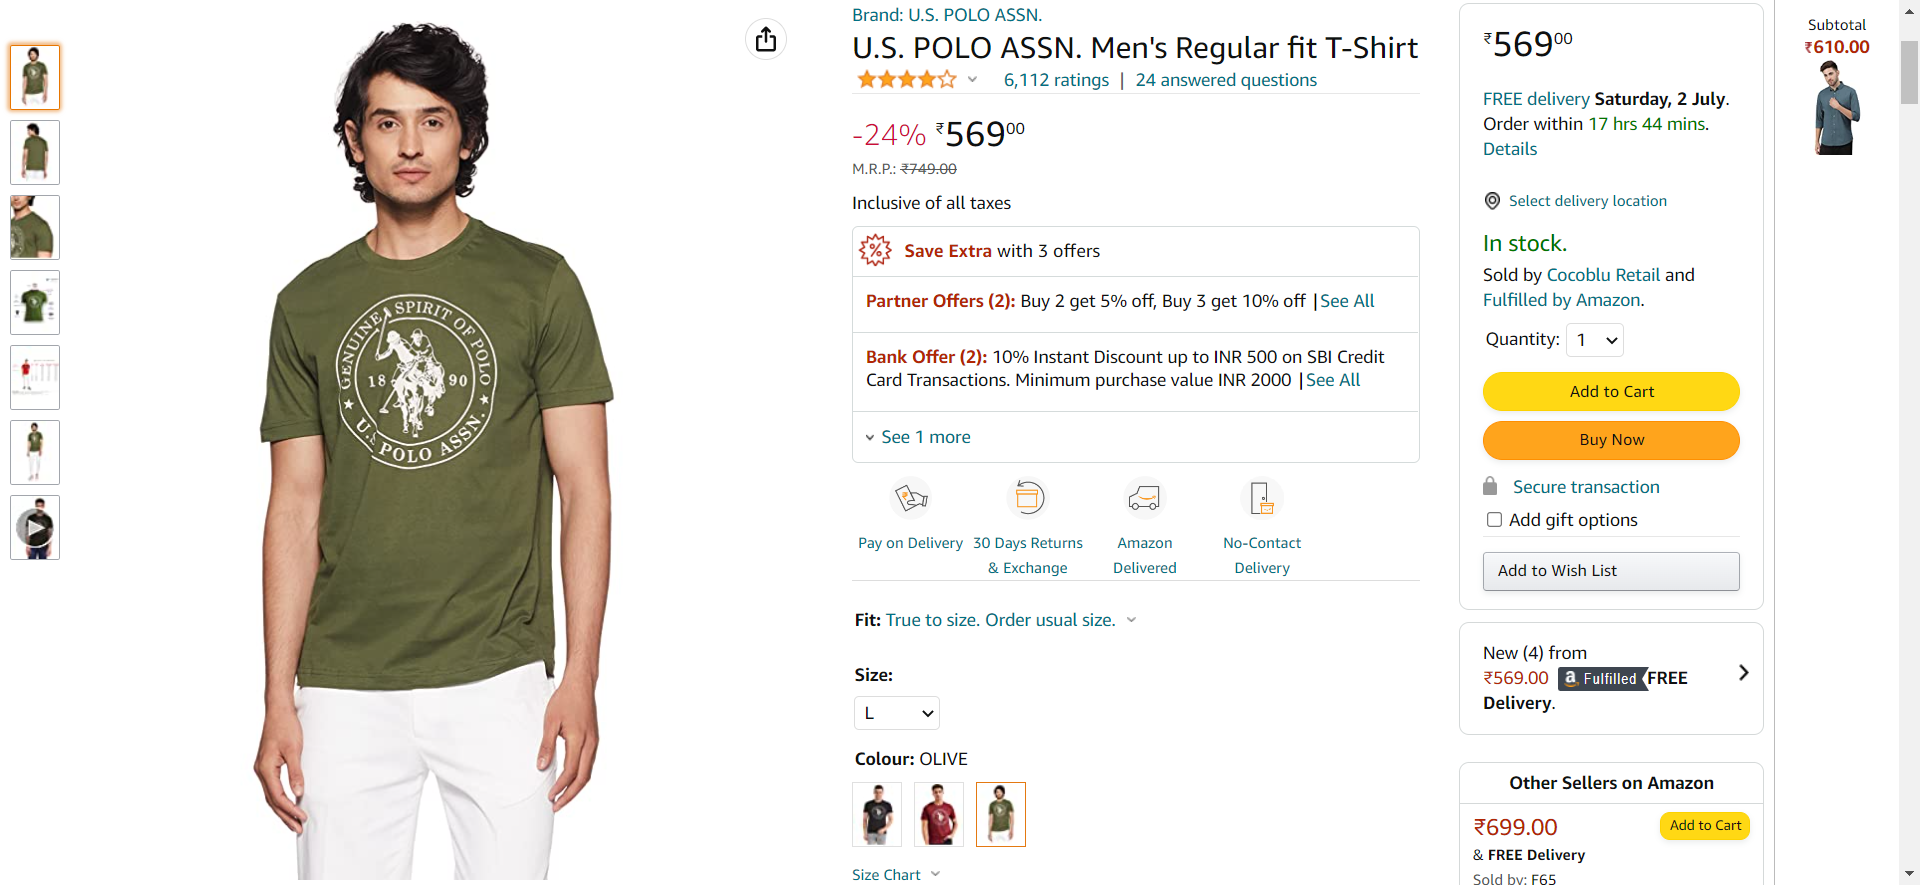 Brand: U.S. POLO ASSN.
U.S. POLO ASSN. Men's Regular fit T-Shirt
6,112 ratings | 24 answered questions
-24% ₹56900
M.R.P.: ₹749.00
Inclusive of all taxes
Save Extra with 3 offers
Partner Offers (2): Buy 2 get 5% off, Buy 3 get 10% off | See All
Bank Offer (2): 10% Instant Discount up to INR 500 on SBI Credit
Card Transactions. Minimum purchase value INR 2000 | See All
See 1 more
Pay on Delivery
30 Days Returns
& Exchange
Amazon
Delivered
No-Contact
Delivery
Fit: True to size. Order usual size.
Size:
L
Colour: OLIVE
Size Chart
GENUINE SPIRIT OF POLO
18 90
U.S. POLO ASSN.
₹56900
FREE delivery Saturday, 2 July.
Order within 17 hrs 44 mins.
Details
Select delivery location
In stock.
Sold by Cocoblu Retail and
Fulfilled by Amazon.
Quantity: 1
Add to Cart
Buy Now
Secure transaction
Add gift options
Add to Wish List
New (4) from
₹569.00 a Fulfilled FREE
Delivery.
Other Sellers on Amazon
₹699.00
Add to Cart
& FREE Delivery
Sold by: F65
Subtotal
₹610.00